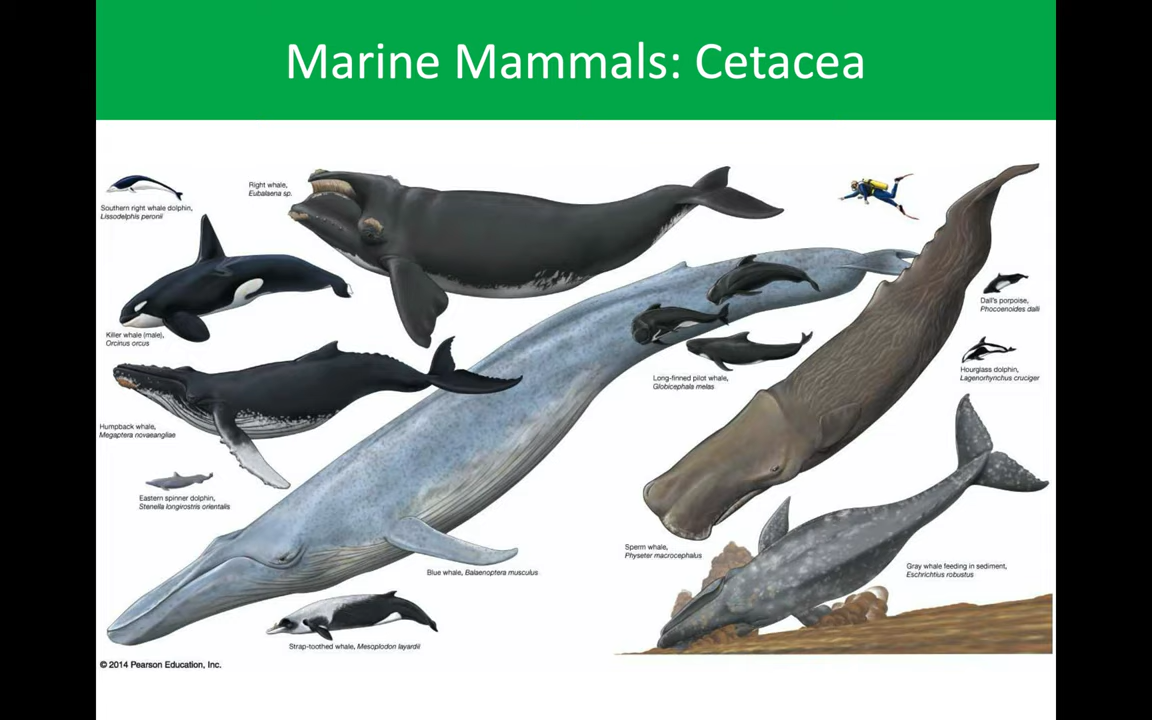 Marine Mammals: Cetacea
Southern right whale dolphin,
Lissodelphis peronii
Right whale,
Eubalaena sp.
Killer whale (male),
Orcinus orcus
Dall's porpoise,
Phocoenoides dalli
Hourglass dolphin,
Lagenorhynchus cruciger
Long-finned pilot whale,
Globicephala melas
Humpback whale,
Megaptera novaeangliae
Eastern spinner dolphin,
Stenella longirostris orientalis
Sperm whale,
Physeter macrocephalus
Blue whale, Balaenoptera musculus
Gray whale feeding in sediment,
Eschrichtius robustus
Strap-toothed whale, Mesoplodon layardii
© 2014 Pearson Education, Inc.